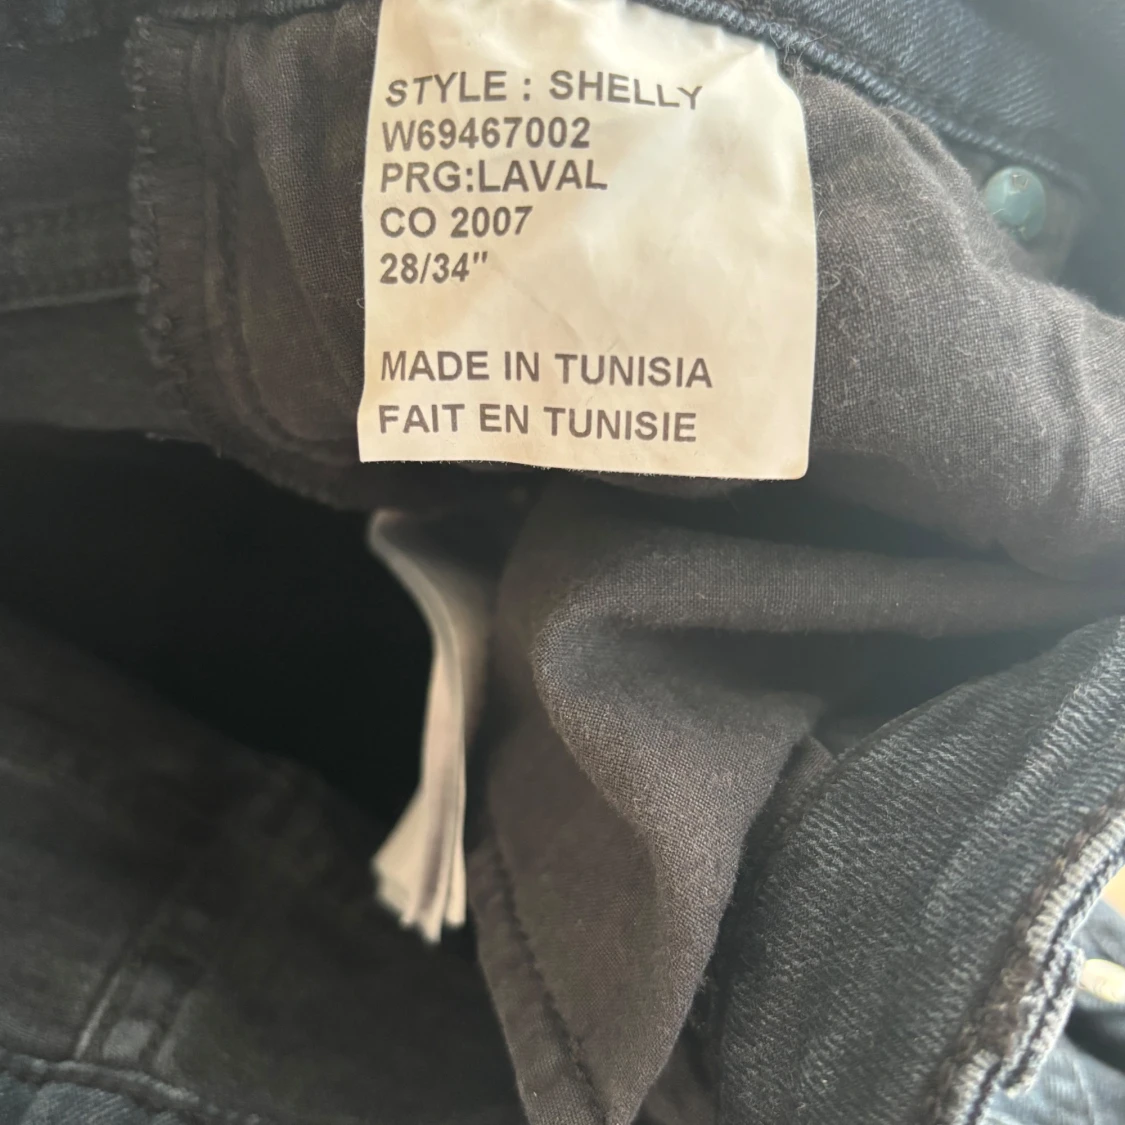 STYLE : SHELLY
W69467002
PRG:LAVAL
CO 2007
28/34"
MADE IN TUNISIA
FAIT EN TUNISIE